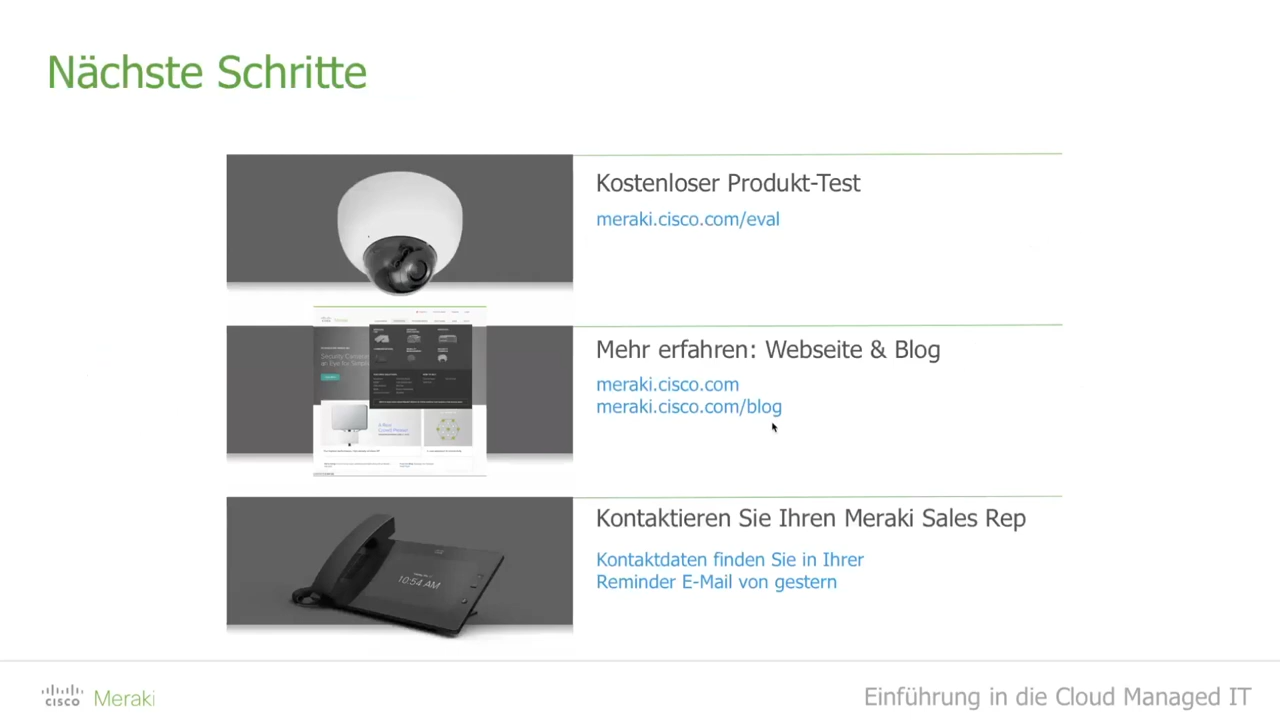 Nächste Schritte
Kostenloser Produkt-Test
meraki.cisco.com/eval
Mehr erfahren: Webseite & Blog
meraki.cisco.com
meraki.cisco.com/blog
Kontaktieren Sie Ihren Meraki Sales Rep
10:54 AM
Kontaktdaten finden Sie in Ihrer
Reminder E-Mail von gestern
cisco Meraki
Einführung in die Cloud Managed IT